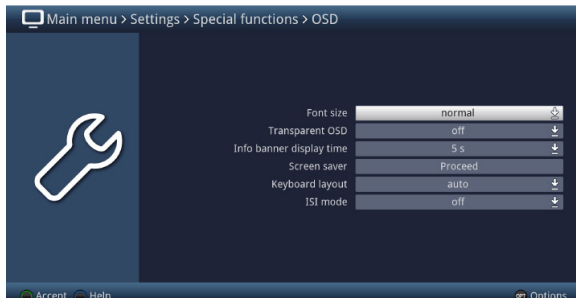 Main menu > Settings > Special functions > OSD
Font size normal
Transparent OSD off
Info banner display time 5 s
Screen saver Proceed
Keyboard layout auto
ISI mode off
Accept Help OPT Options